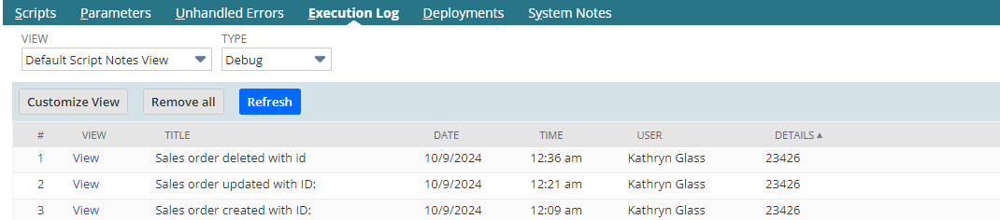 Scripts Parameters Unhandled Errors Execution Log Deployments System Notes
VIEW TYPE
Default Script Notes View Debug
Customize View Remove all Refresh
# VIEW TITLE DATE TIME USER DETAILS
1 View Sales order deleted with id 10/9/2024 12:36 am Kathryn Glass 23426
2 View Sales order updated with ID: 10/9/2024 12:21 am Kathryn Glass 23426
3 View Sales order created with ID: 10/9/2024 12:09 am Kathryn Glass 23426